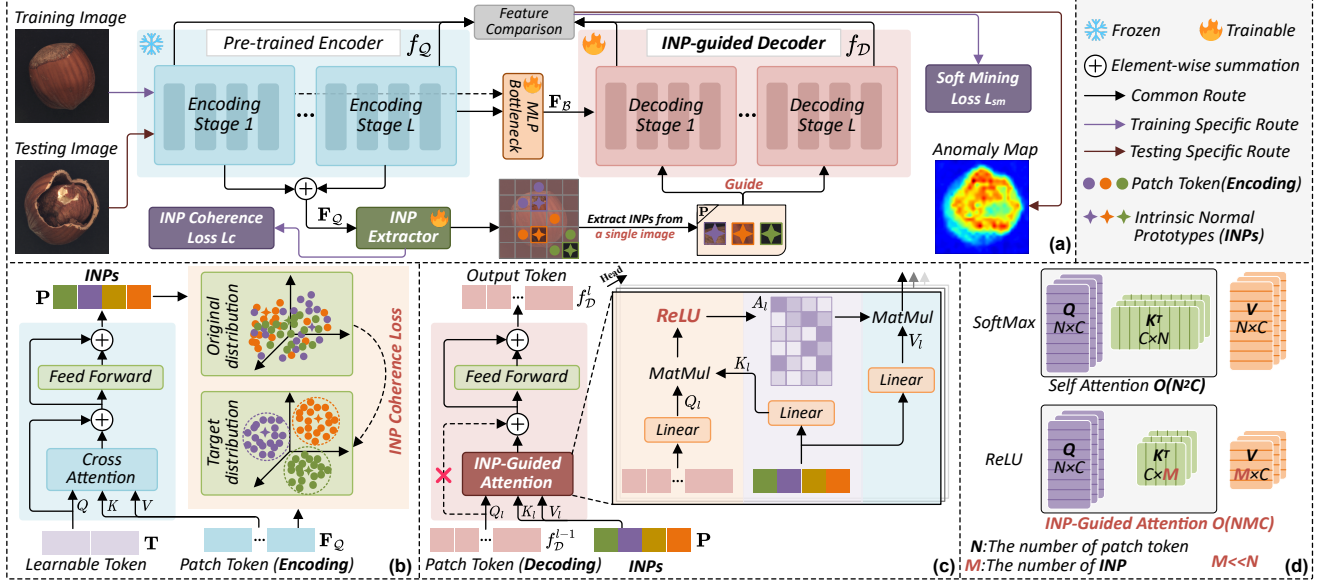 Training Image
Testing Image
Pre-trained Encoder f_Q
Encoding Stage 1
...
Encoding Stage L
Feature Comparison
MLP Bottleneck
F_B
INP-guided Decoder f_D
Decoding Stage 1
...
Decoding Stage L
Soft Mining Loss L_sm
Anomaly Map
F_Q
INP Coherence Loss Lc
INP Extractor
Extract INPs from
a single image
P
Guide
(a)
Frozen
Trainable
Element-wise summation
Common Route
Training Specific Route
Testing Specific Route
Patch Token(Encoding)
Intrinsic Normal
Prototypes (INPs)
INPs
P
Feed Forward
Cross Attention
Q
K
V
T
Learnable Token
Original distribution
Target distribution
INP Coherence Loss
...
F_Q
Patch Token (Encoding)
(b)
Output Token
...
f_D^l
Feed Forward
INP-Guided Attention
Q_l
K_l
V_l
...
f_D^{l-1}
P
Patch Token (Decoding)
INPs
Head
ReLU
A_l
MatMul
MatMul
K_l
V_l
Q_l
Linear
Linear
Linear
...
(c)
SoftMax
Q
N×C
K^T
C×N
V
N×C
Self Attention O(N²C)
ReLU
Q
N×C
K^T
C×M
V
M×C
INP-Guided Attention O(NMC)
N:The number of patch token
M:The number of INP
M<<N
(d)